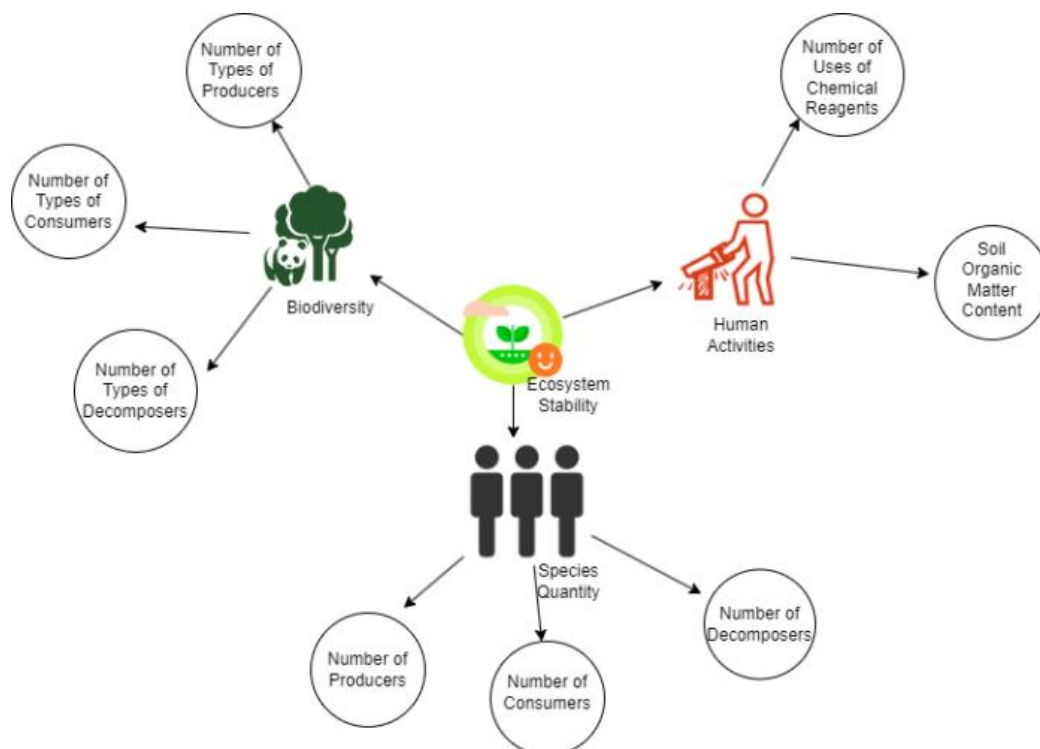 Number of
Types of
Producers
Number of
Uses of
Chemical
Reagents
Number of
Types of
Consumers
Biodiversity
Soil
Organic
Matter
Content
Human
Activities
Number of
Types of
Decomposers
Ecosystem
Stability
Species
Quantity
Number of
Decomposers
Number of
Producers
Number of
Consumers